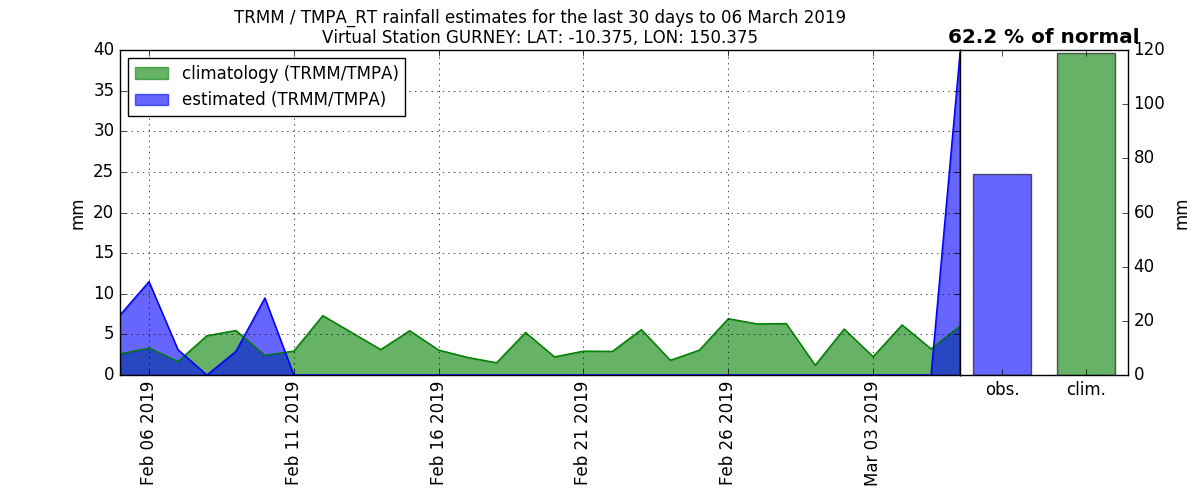 TRMM / TMPA_RT rainfall estimates for the last 30 days to 06 March 2019
Virtual Station GURNEY: LAT: -10.375, LON: 150.375
62.2 % of normal
climatology (TRMM/TMPA)
estimated (TRMM/TMPA)
mm
40
35
30
25
20
15
10
5
0
Feb 06 2019
Feb 11 2019
Feb 16 2019
Feb 21 2019
Feb 26 2019
Mar 03 2019
obs.
clim.
120
100
80
60
40
20
0
mm